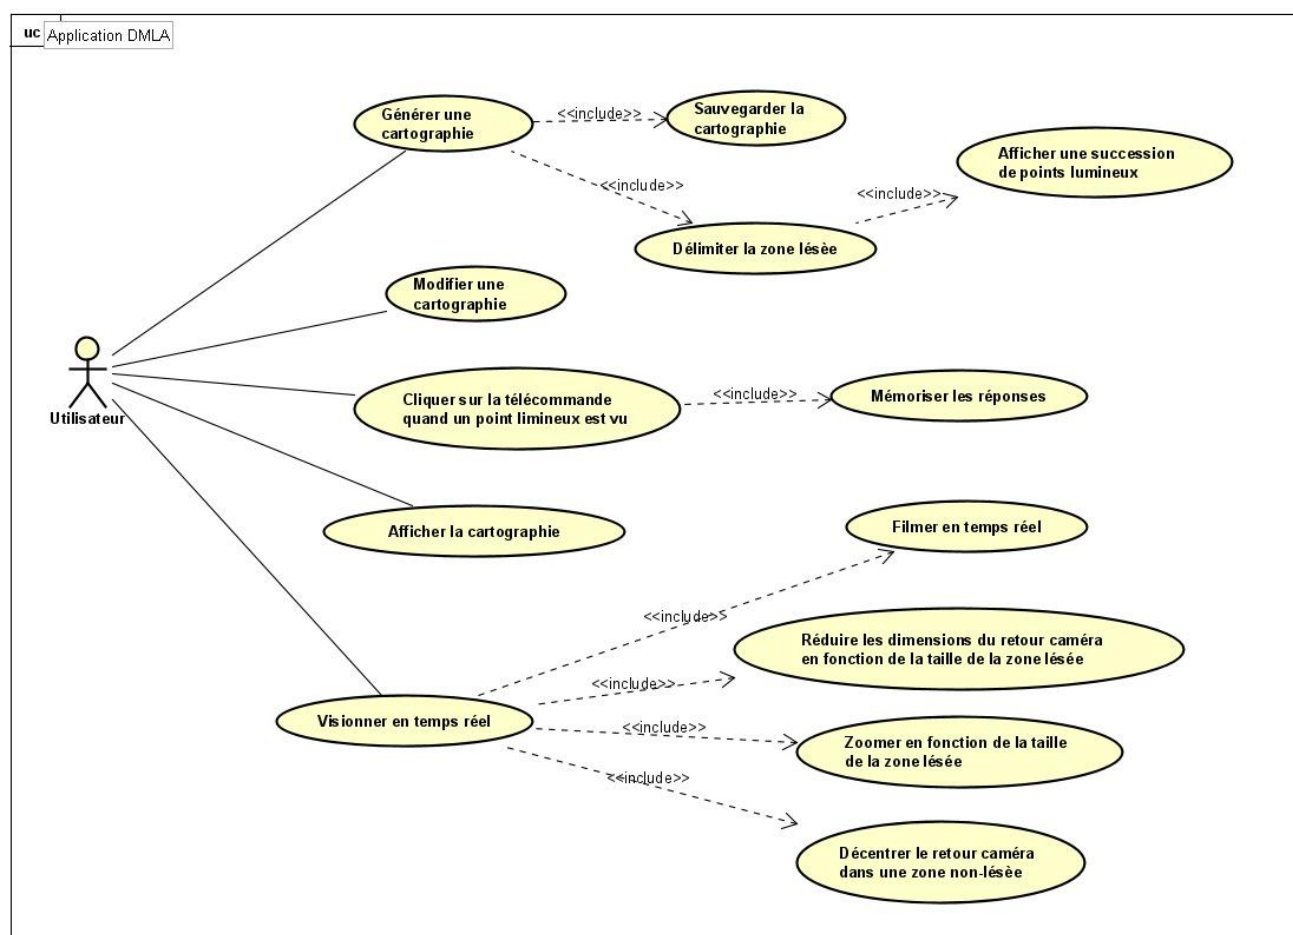 uc Application DMLA
Générer une
cartographie
<<include>>
Sauvegarder la
cartographie
<<include>>
Afficher une succession
de points lumineux
<<include>>
Délimiter la zone lésèe
Modifier une
cartographie
Utilisateur
Cliquer sur la télécommande
quand un point limineux est vu
<<include>>
Mémoriser les réponses
Afficher la cartographie
Filmer en temps réel
<<include>>
Réduire les dimensions du retour caméra
en fonction de la taille de la zone lésée
<<include>>
Visionner en temps réel
<<include>>
Zoomer en fonction de la taille
de la zone lésée
<<include>>
Décentrer le retour caméra
dans une zone non-lésèe